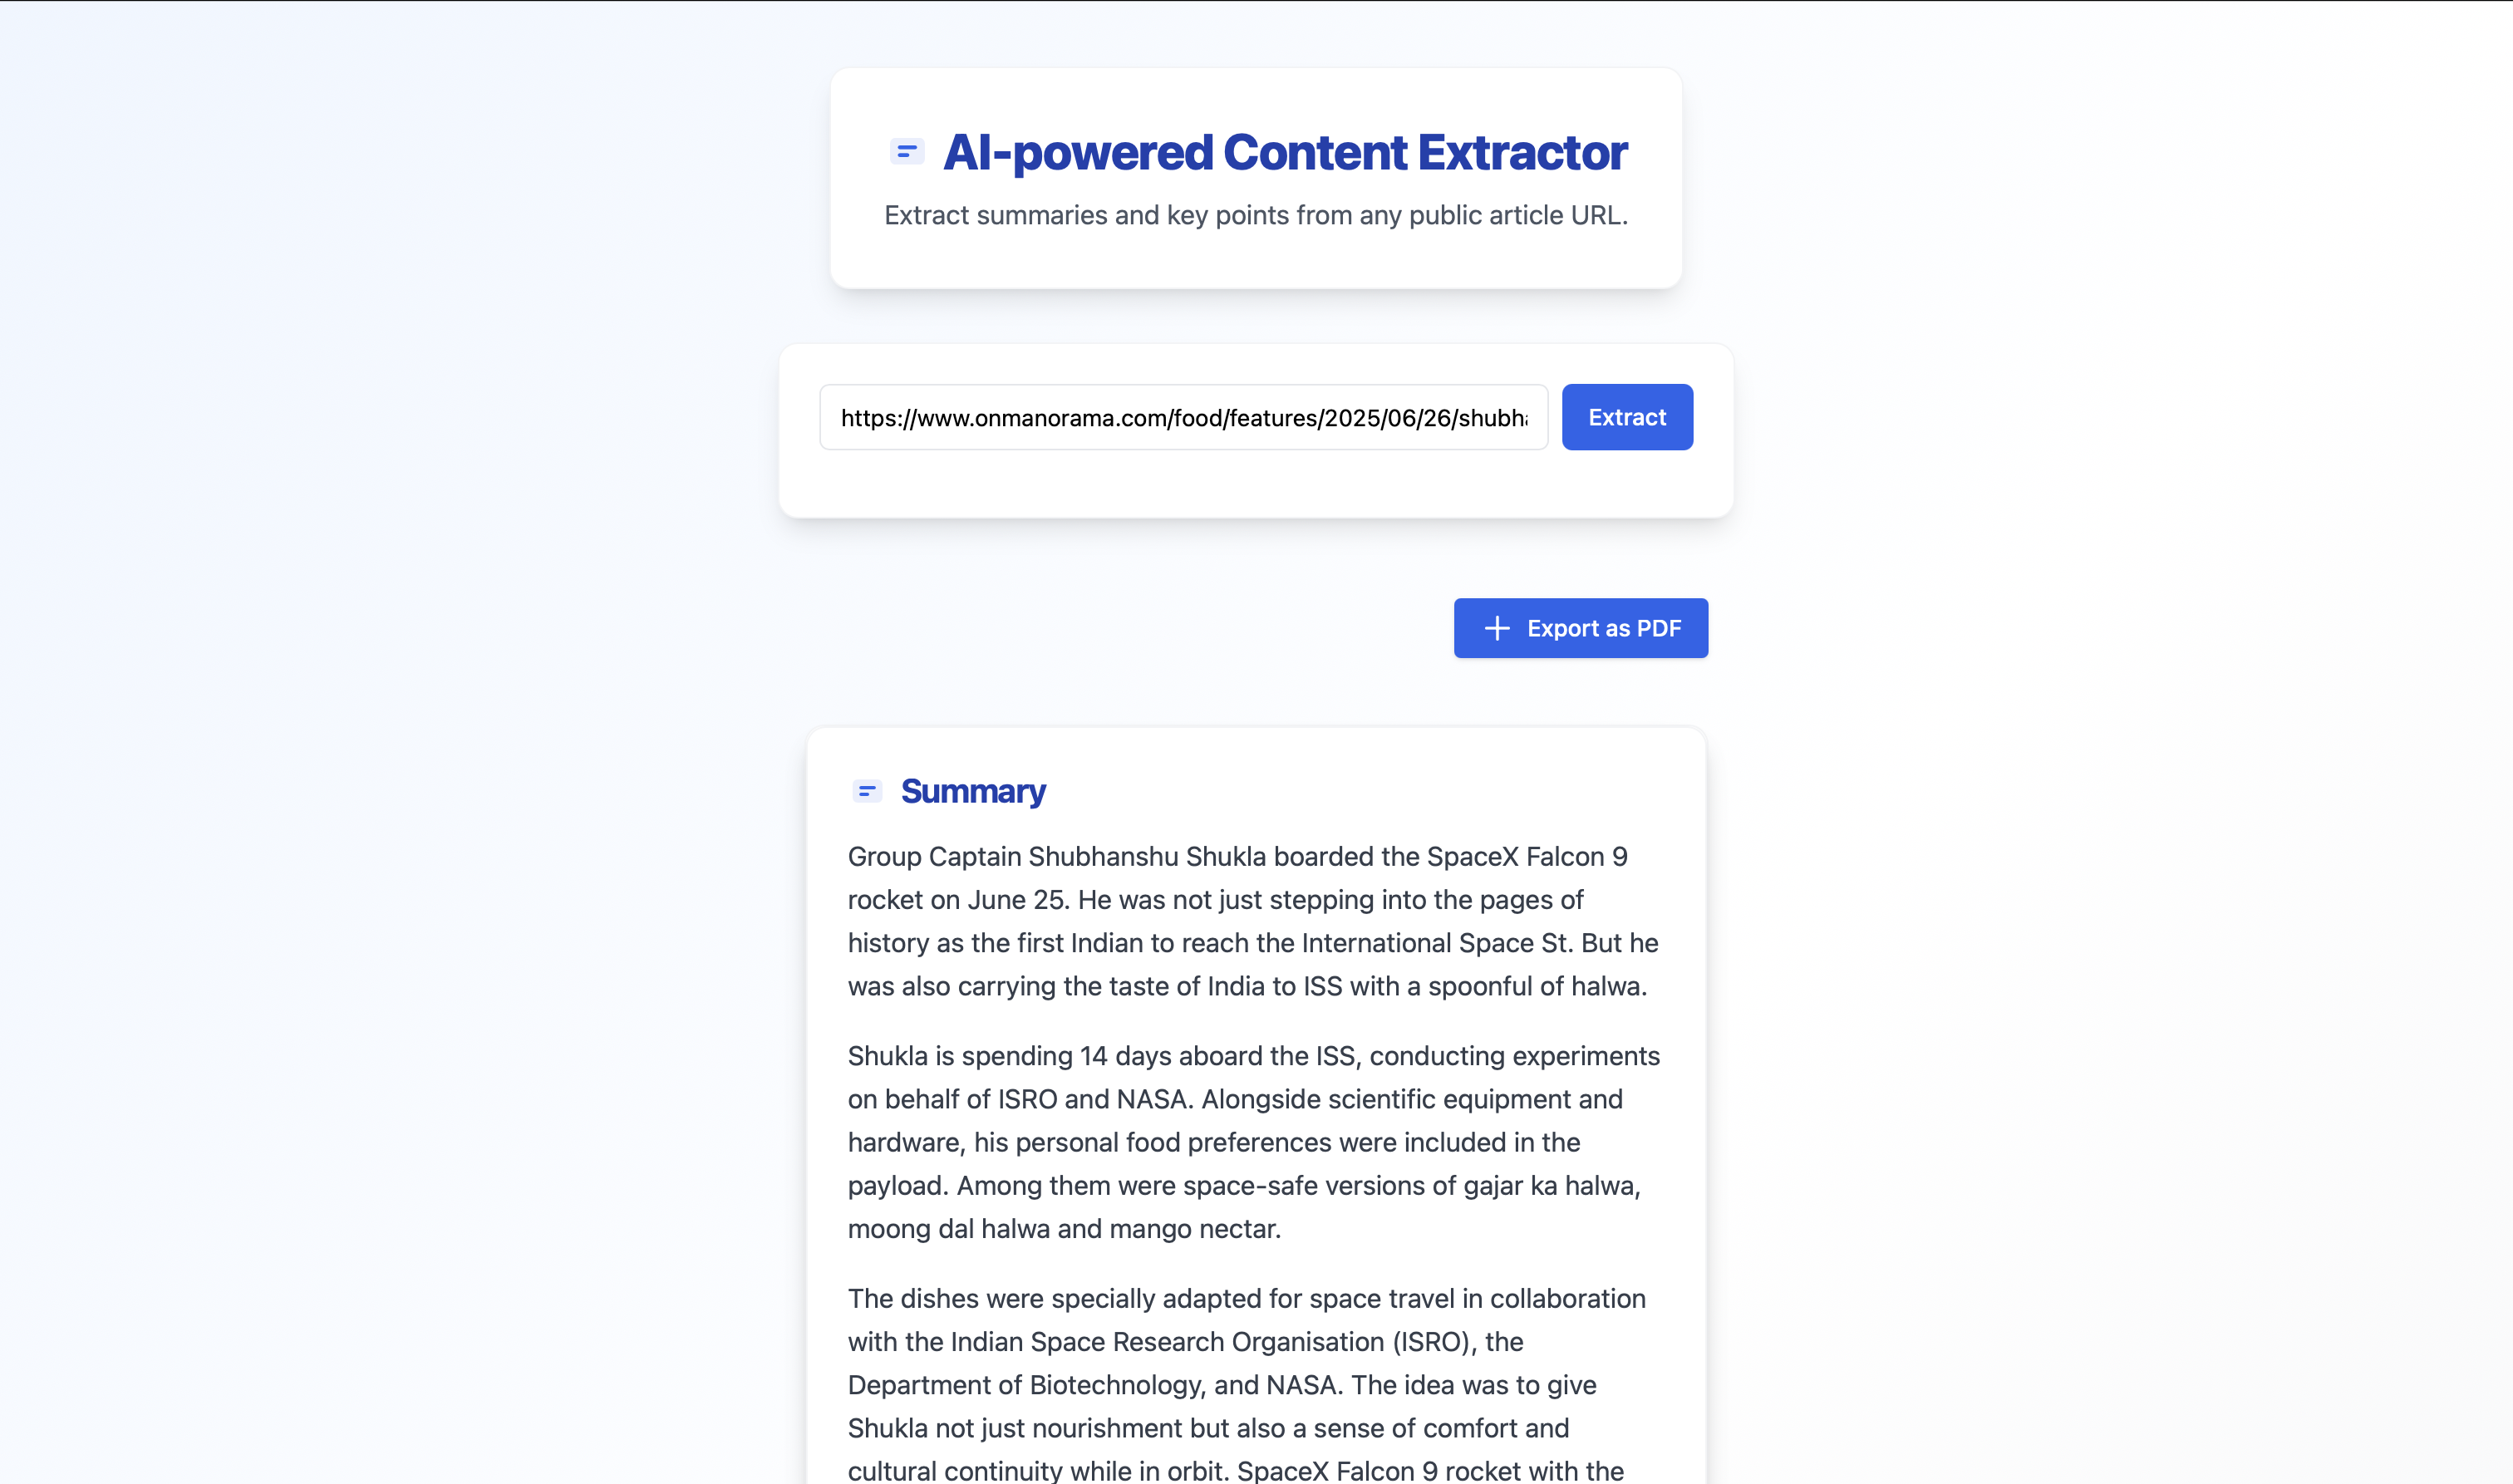 AI-powered Content Extractor
Extract summaries and key points from any public article URL.
https://www.onmanorama.com/food/features/2025/06/26/shubh
Extract
Export as PDF
Summary
Group Captain Shubhanshu Shukla boarded the SpaceX Falcon 9
rocket on June 25. He was not just stepping into the pages of
history as the first Indian to reach the International Space St. But he
was also carrying the taste of India to ISS with a spoonful of halwa.
Shukla is spending 14 days aboard the ISS, conducting experiments
on behalf of ISRO and NASA. Alongside scientific equipment and
hardware, his personal food preferences were included in the
payload. Among them were space-safe versions of gajar ka halwa,
moong dal halwa and mango nectar.
The dishes were specially adapted for space travel in collaboration
with the Indian Space Research Organisation (ISRO), the
Department of Biotechnology, and NASA. The idea was to give
Shukla not just nourishment but also a sense of comfort and
cultural continuity while in orbit. SpaceX Falcon 9 rocket with the